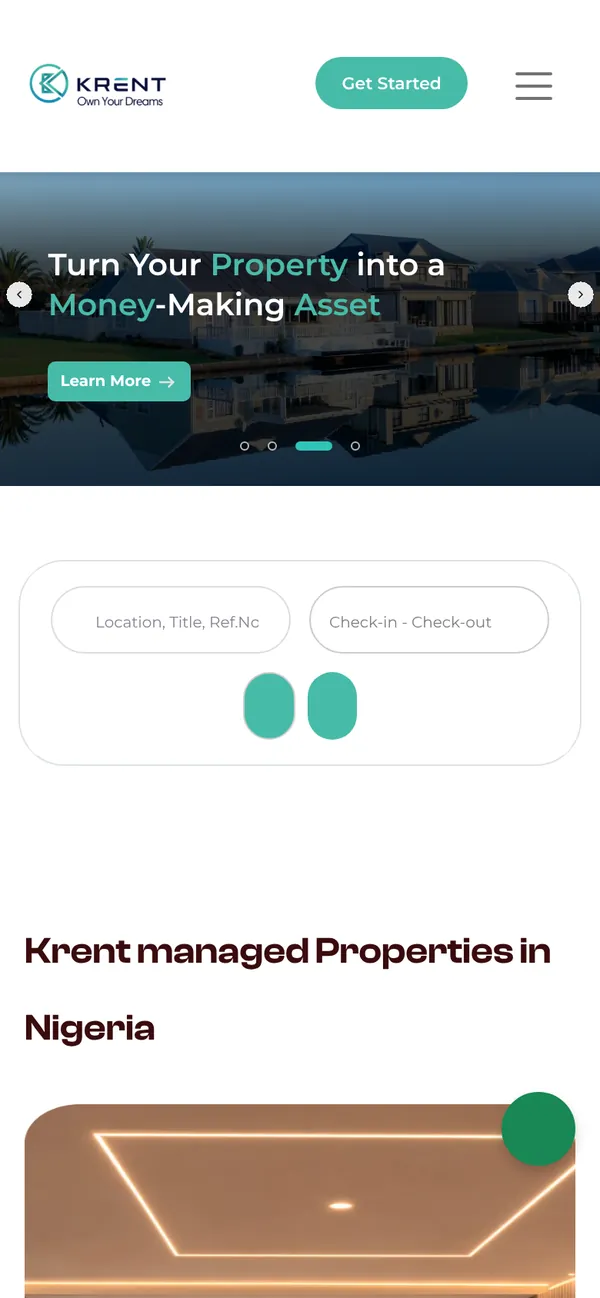 KRENT
Own Your Dreams
Get Started
Turn Your Property into a
Money-Making Asset
Learn More
Location, Title, Ref.No
Check-in - Check-out
Krent managed Properties in
Nigeria